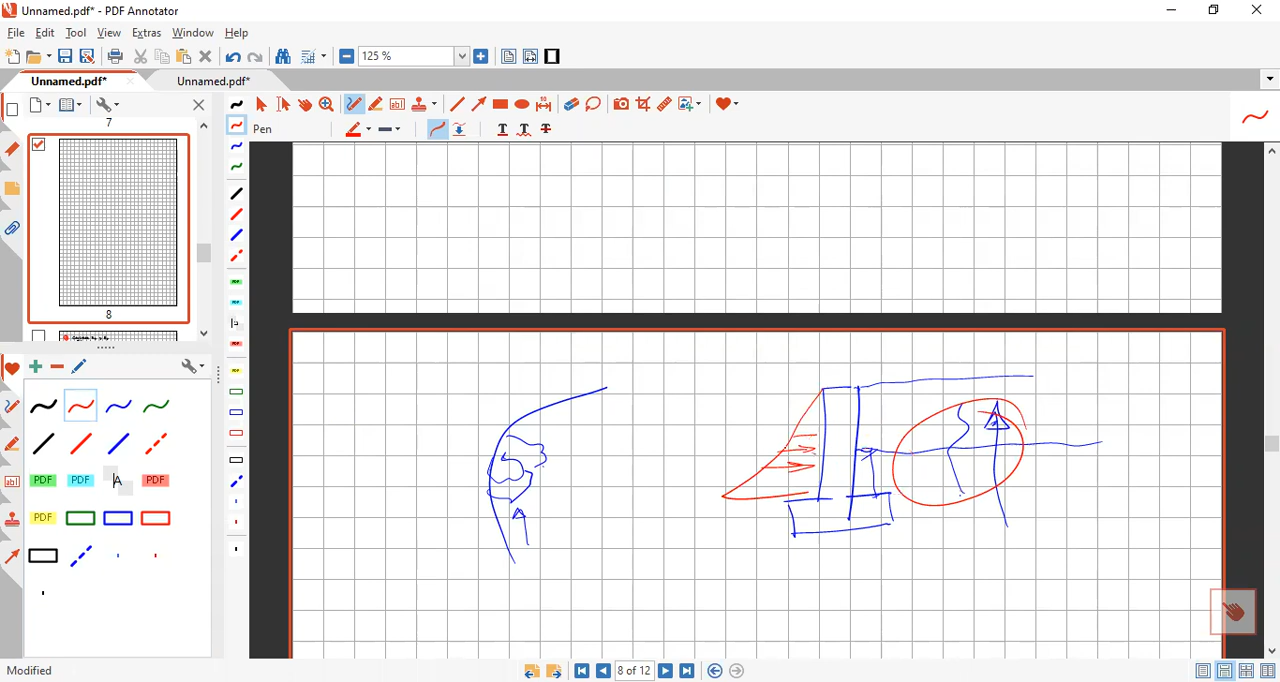 Unnamed.pdf* - PDF Annotator
File Edit Tool View Extras Window Help
125 %
Unnamed.pdf* Unnamed.pdf*
7
Pen
8
PDF PDF A PDF
PDF
Modified
8 of 12